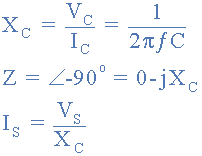 X_C = V_C / I_C = 1 / 2πfC
Z = ∠-90° = 0-jX_C
I_S = V_S / X_C